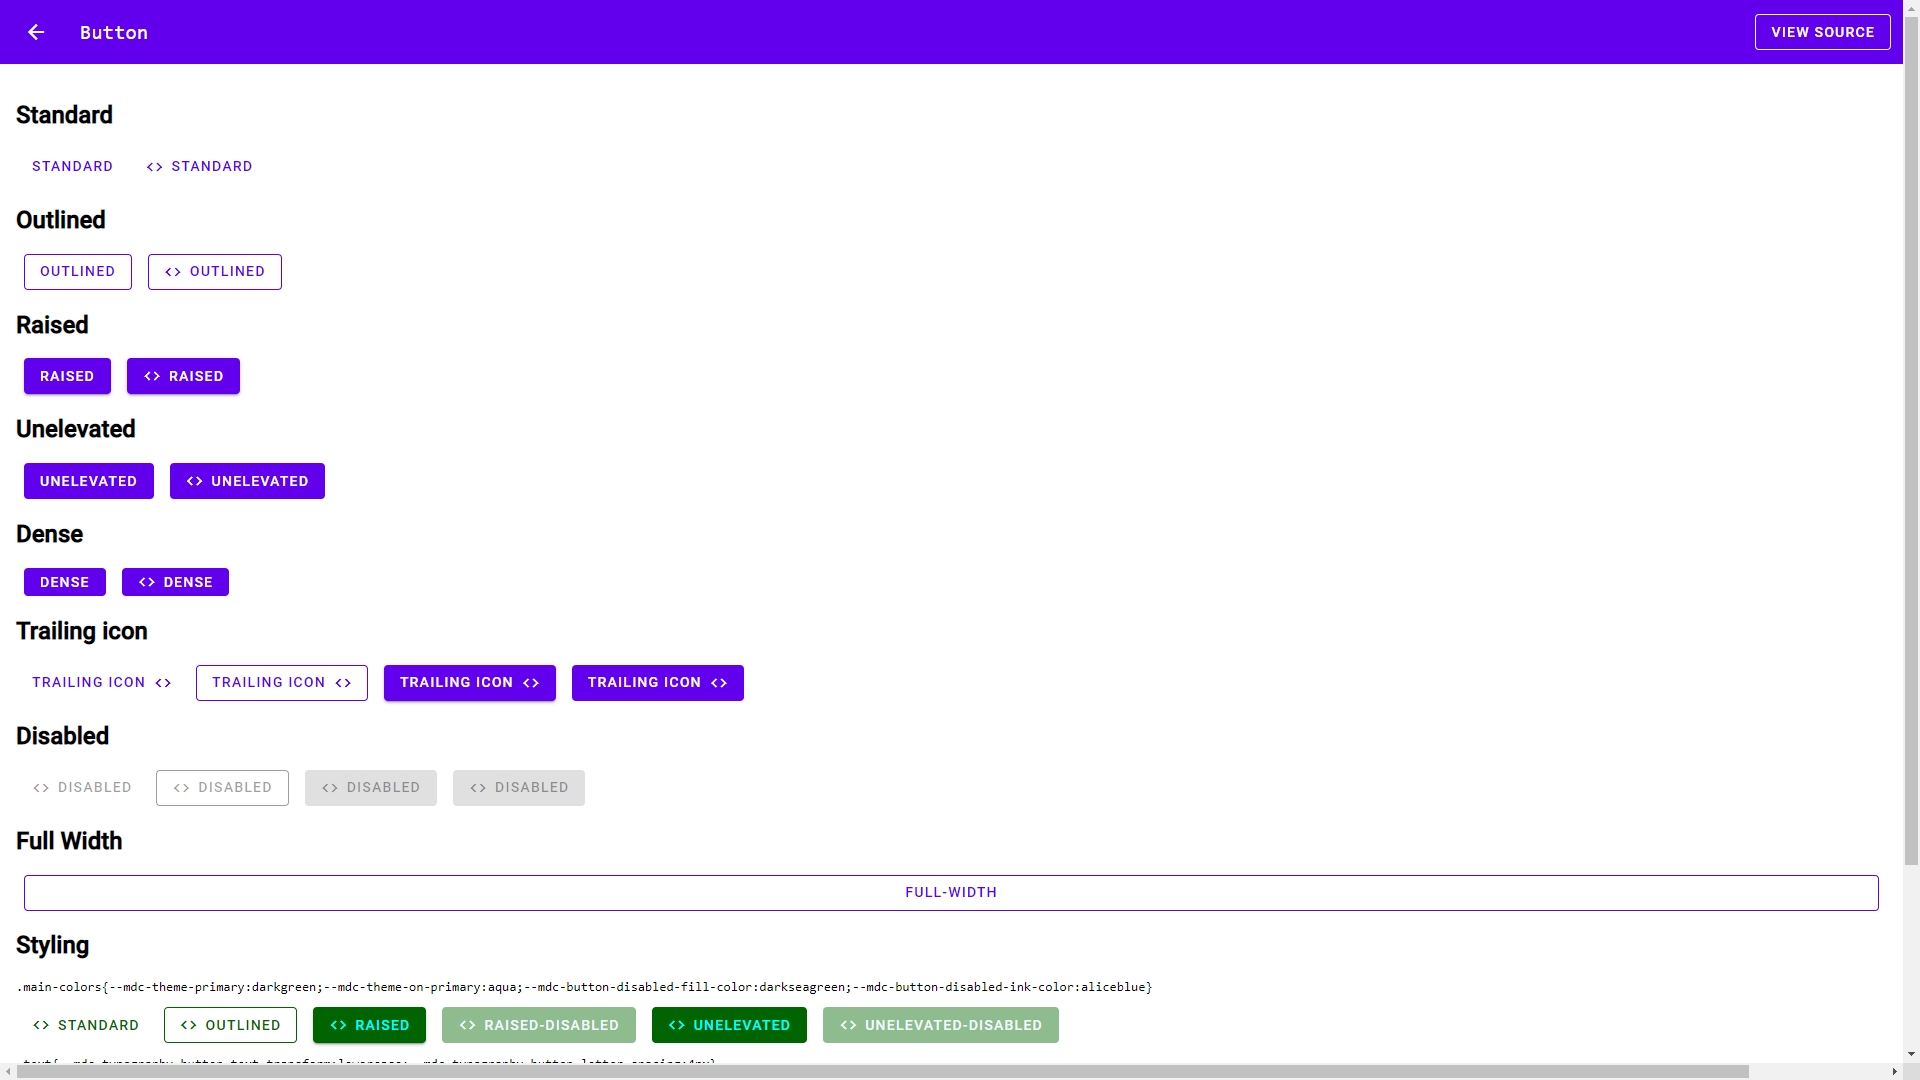 Button
VIEW SOURCE
Standard
STANDARD <> STANDARD
Outlined
OUTLINED <> OUTLINED
Raised
RAISED <> RAISED
Unelevated
UNELEVATED <> UNELEVATED
Dense
DENSE <> DENSE
Trailing icon
TRAILING ICON <> TRAILING ICON <> TRAILING ICON <> TRAILING ICON <>
Disabled
<> DISABLED <> DISABLED <> DISABLED <> DISABLED
Full Width
FULL-WIDTH
Styling
.main-colors{--mdc-theme-primary:darkgreen;--mdc-theme-on-primary:aqua;--mdc-button-disabled-fill-color:darkseagreen;--mdc-button-disabled-ink-color:aliceblue}
<> STANDARD <> OUTLINED <> RAISED <> RAISED-DISABLED <> UNELEVATED <> UNELEVATED-DISABLED